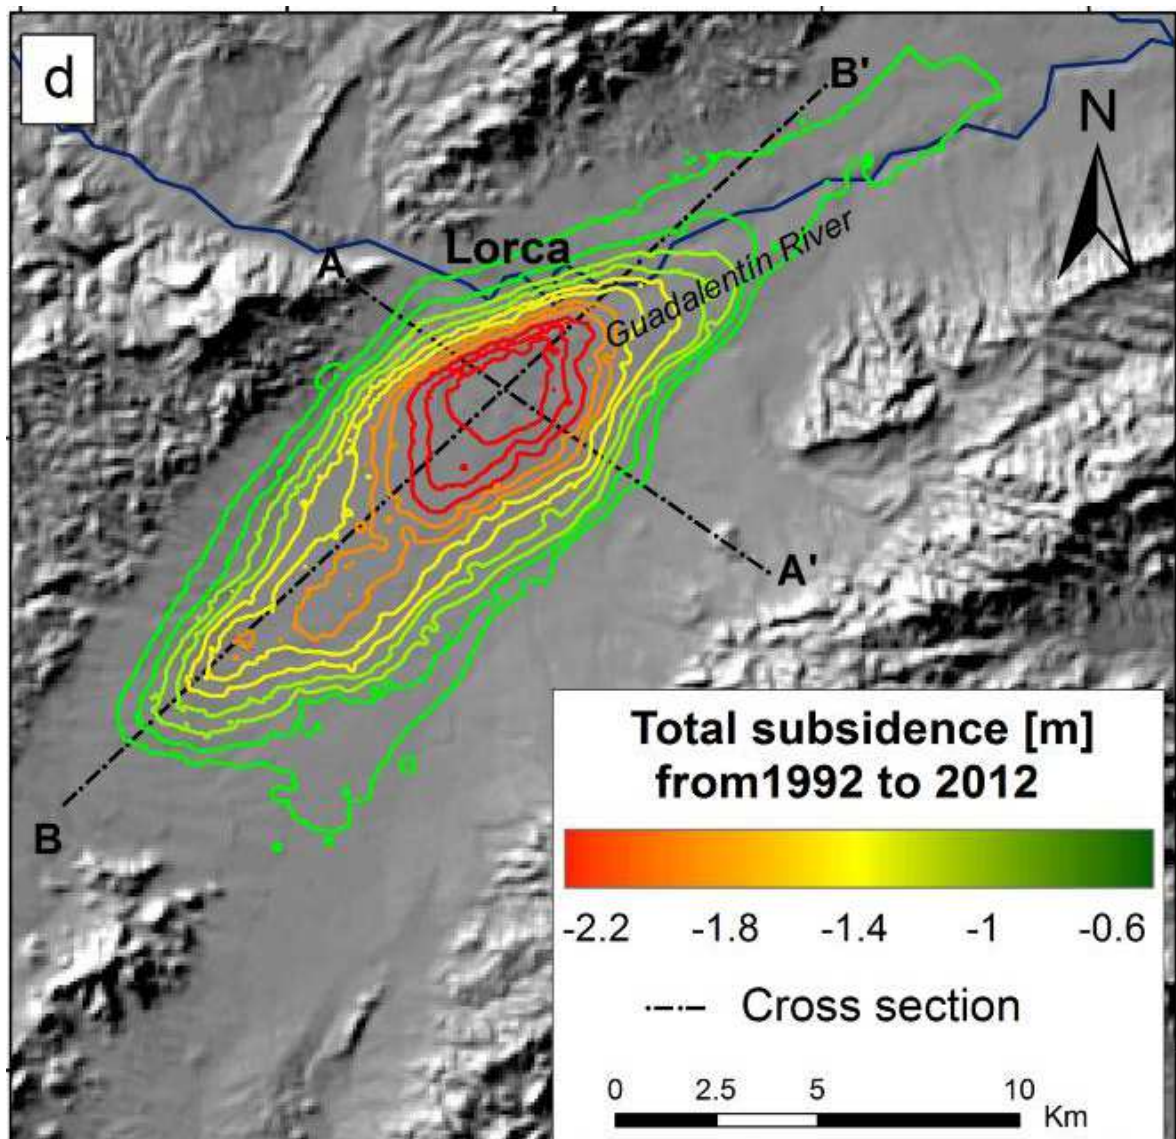 d
B'
N
A
Lorca
Guadalentín River
A'
B
Total subsidence [m]
from1992 to 2012
-2.2 -1.8 -1.4 -1 -0.6
Cross section
0 2.5 5 10
Km